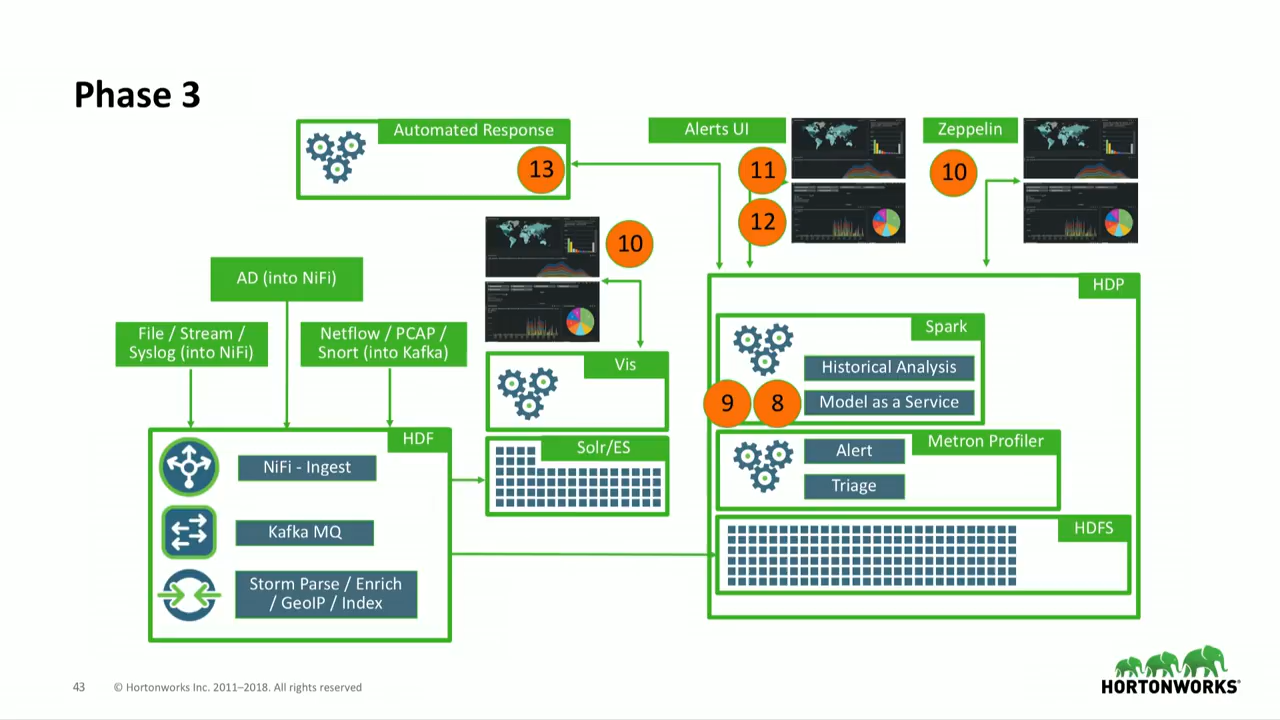 Phase 3
Automated Response
13
Alerts UI
11
12
Zeppelin
10
10
AD (into NiFi)
File / Stream /
Syslog (into NiFi)
Netflow / PCAP /
Snort (into Kafka)
Vis
Solr/ES
HDF
NiFi - Ingest
Kafka MQ
Storm Parse / Enrich
/ GeoIP / Index
HDP
Spark
Historical Analysis
Model as a Service
9
8
Metron Profiler
Alert
Triage
HDFS
43
© Hortonworks Inc. 2011–2018. All rights reserved
HORTONWORKS